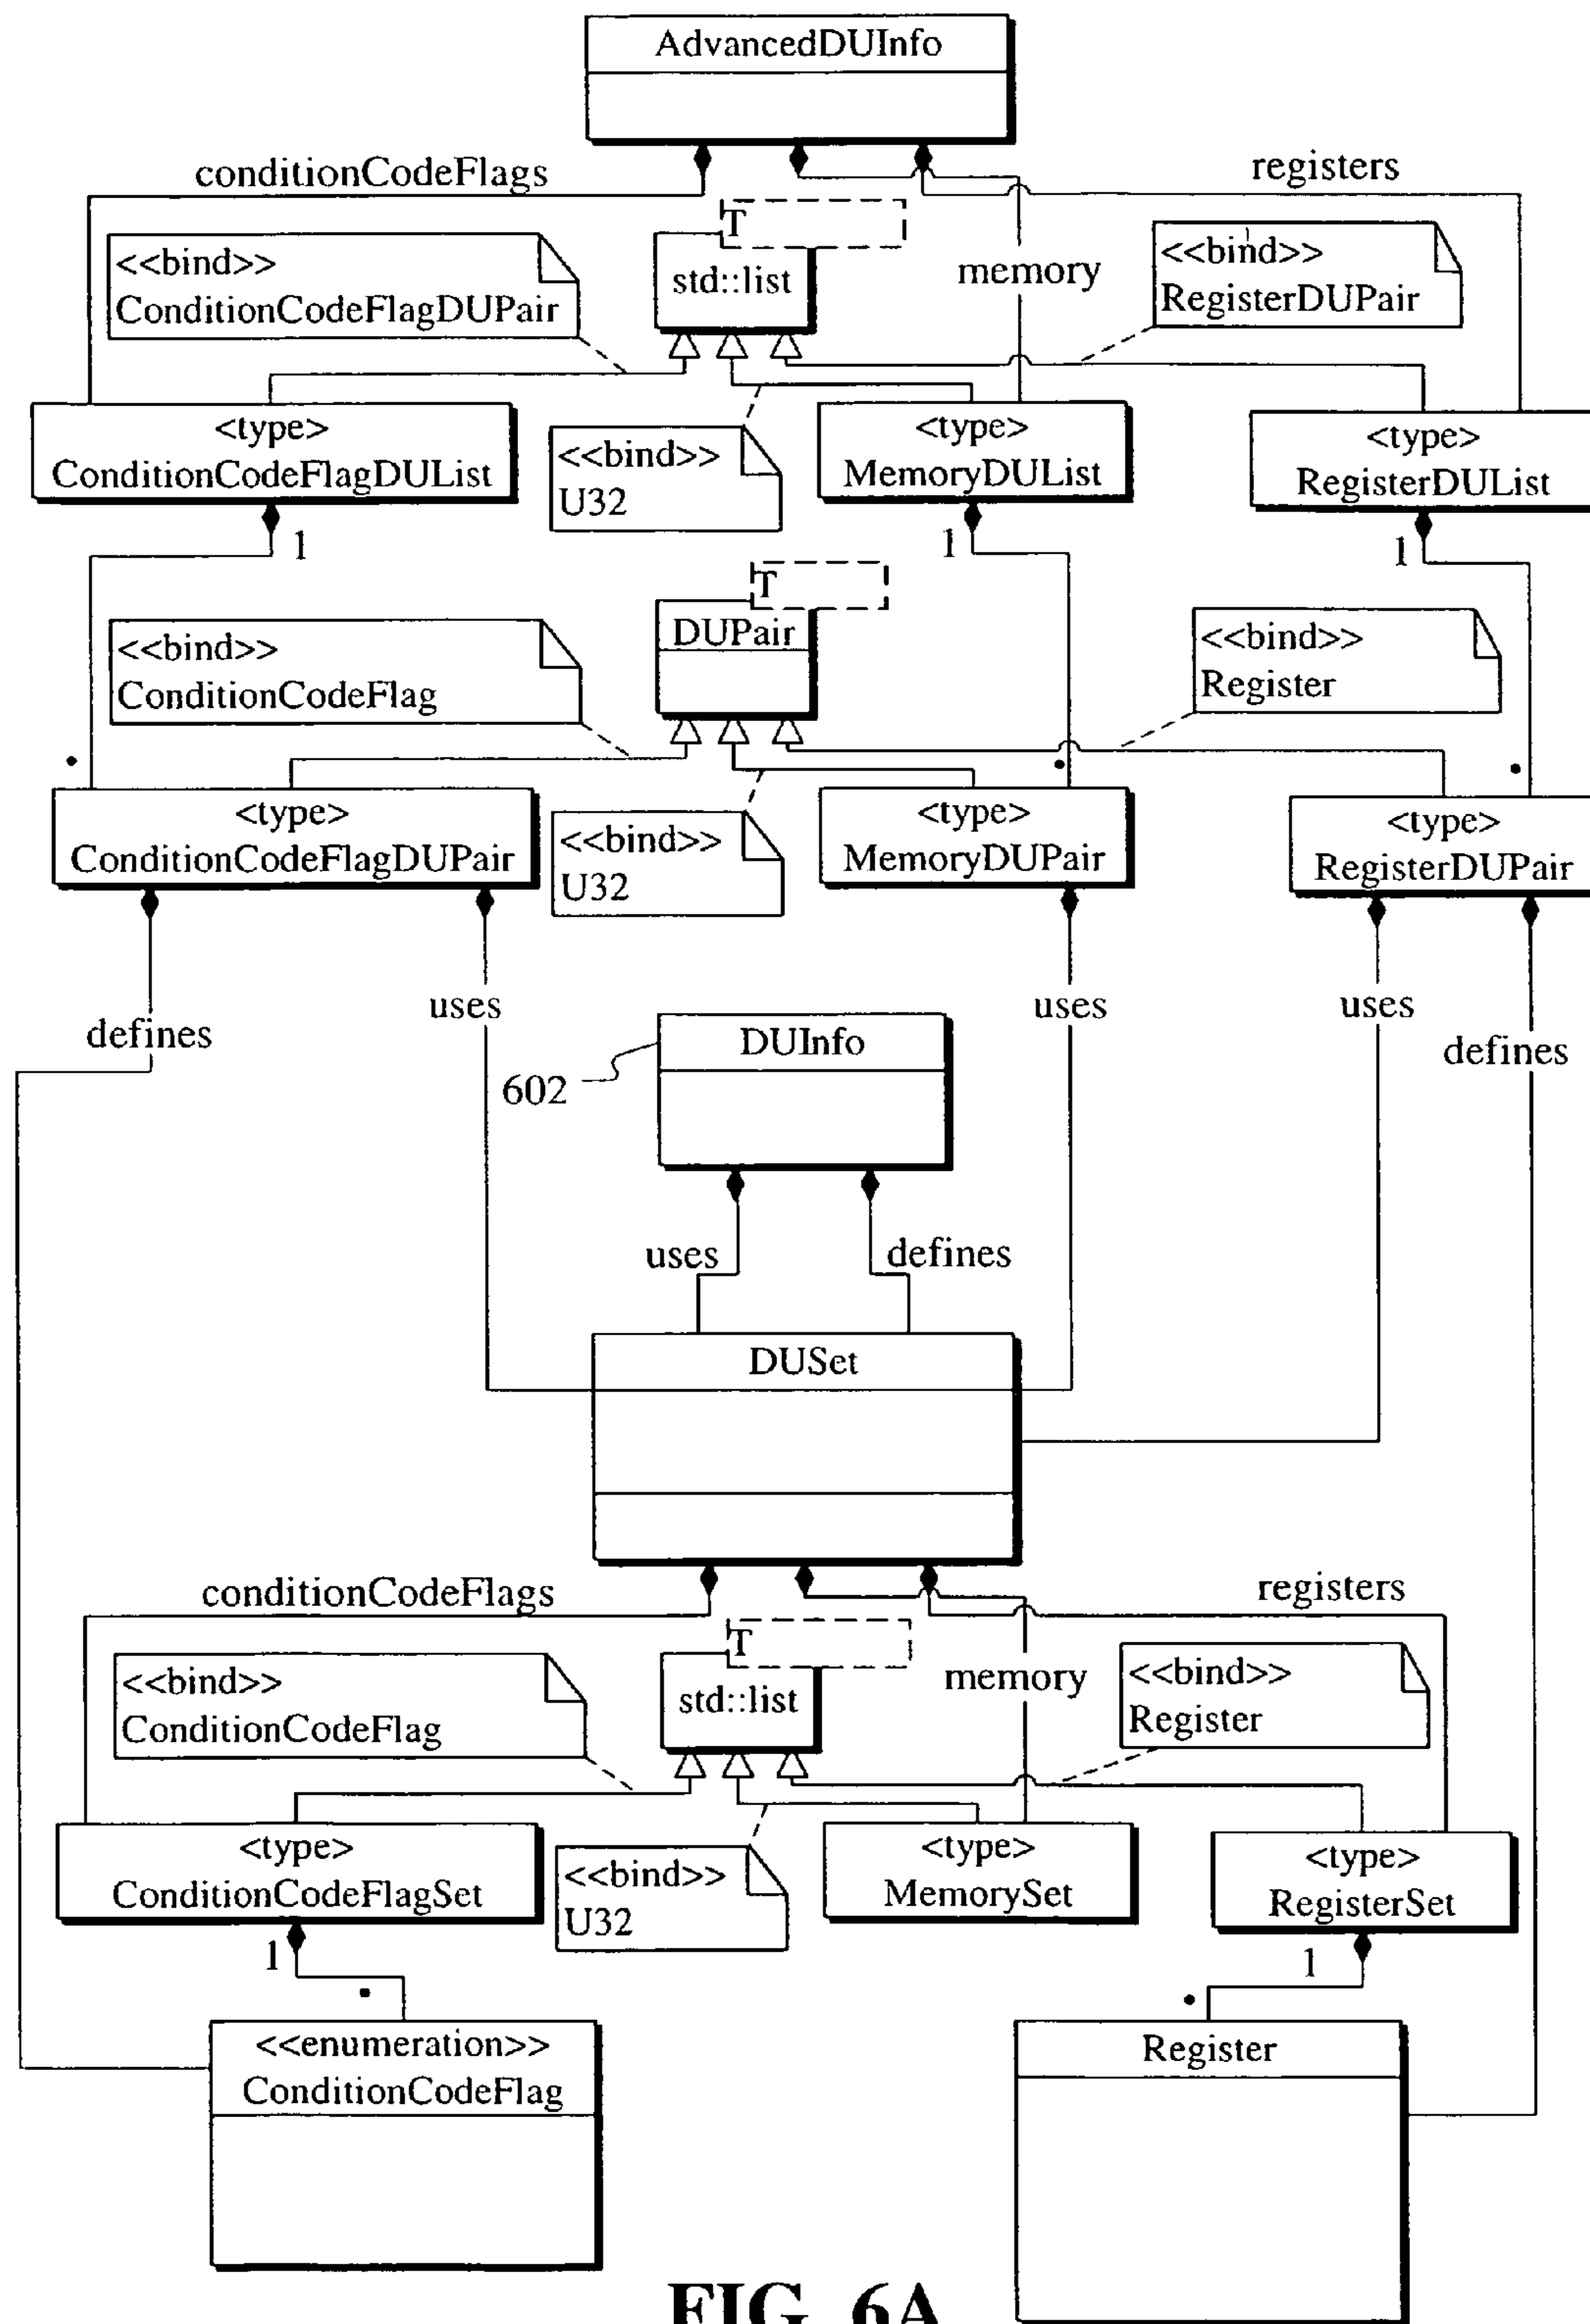 AdvancedDUInfo
conditionCodeFlags
registers
T
<<bind>>
ConditionCodeFlagDUPair
std::list
memory
<<bind>>
RegisterDUPair
<type>
ConditionCodeFlagDUList
<<bind>>
U32
<type>
MemoryDUList
<type>
RegisterDUList
1
1
1
T
<<bind>>
ConditionCodeFlag
DUPair
<<bind>>
Register
•
•
•
<type>
ConditionCodeFlagDUPair
<<bind>>
U32
<type>
MemoryDUPair
<type>
RegisterDUPair
defines
uses
uses
uses
defines
DUInfo
602
uses
defines
DUSet
conditionCodeFlags
registers
T
<<bind>>
ConditionCodeFlag
std::list
memory
<<bind>>
Register
<type>
ConditionCodeFlagSet
<<bind>>
U32
<type>
MemorySet
<type>
RegisterSet
1
•
1
•
<<enumeration>>
ConditionCodeFlag
Register
FIG. 6A